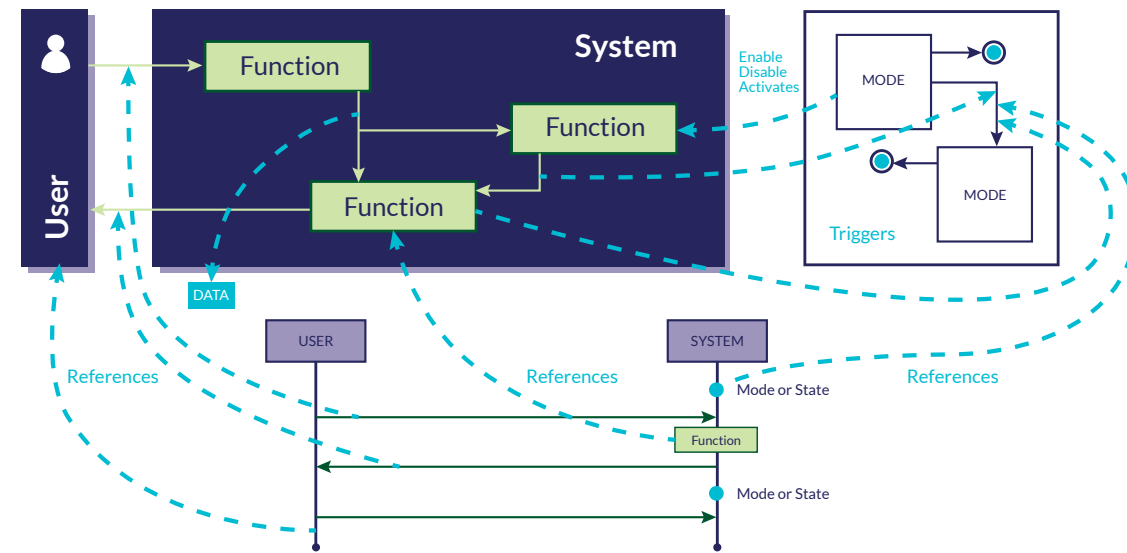 System
Function
Enable
Disable
Activates
MODE
Function
User
Function
MODE
Triggers
DATA
USER
SYSTEM
References
References
References
Mode or State
Function
Mode or State